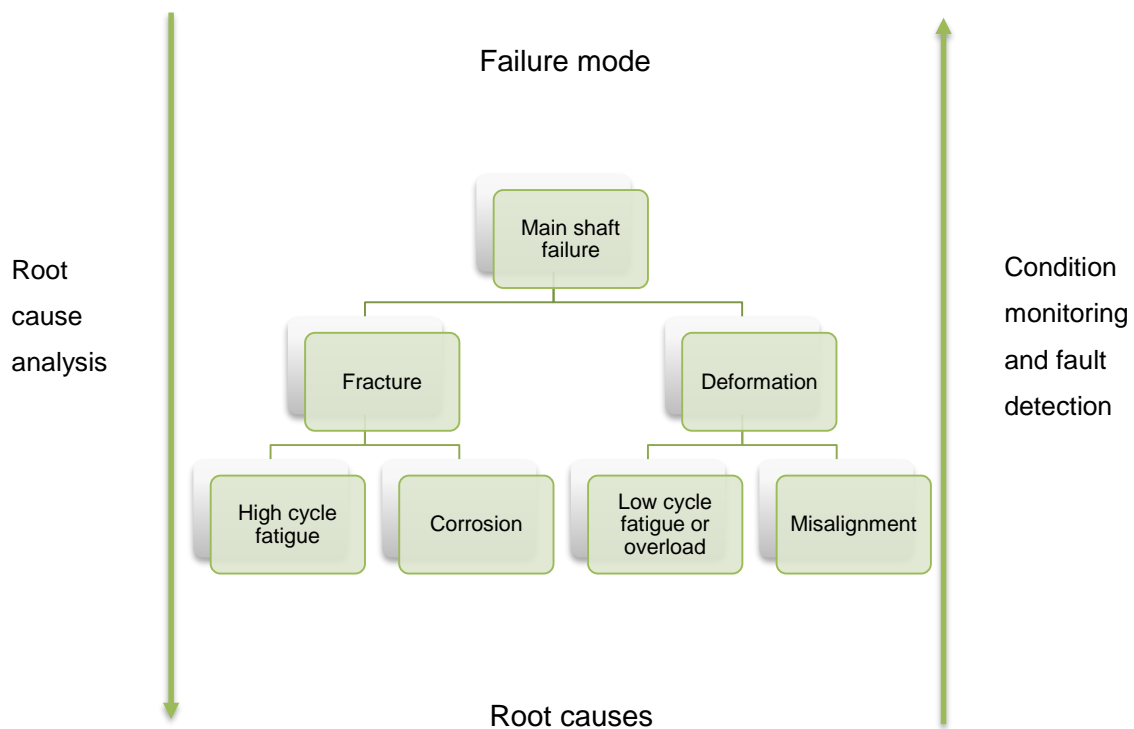 Failure mode
Main shaft
failure
Root
cause
analysis
Condition
monitoring
and fault
detection
Fracture
Deformation
High cycle
fatigue
Corrosion
Low cycle
fatigue or
overload
Misalignment
Root causes